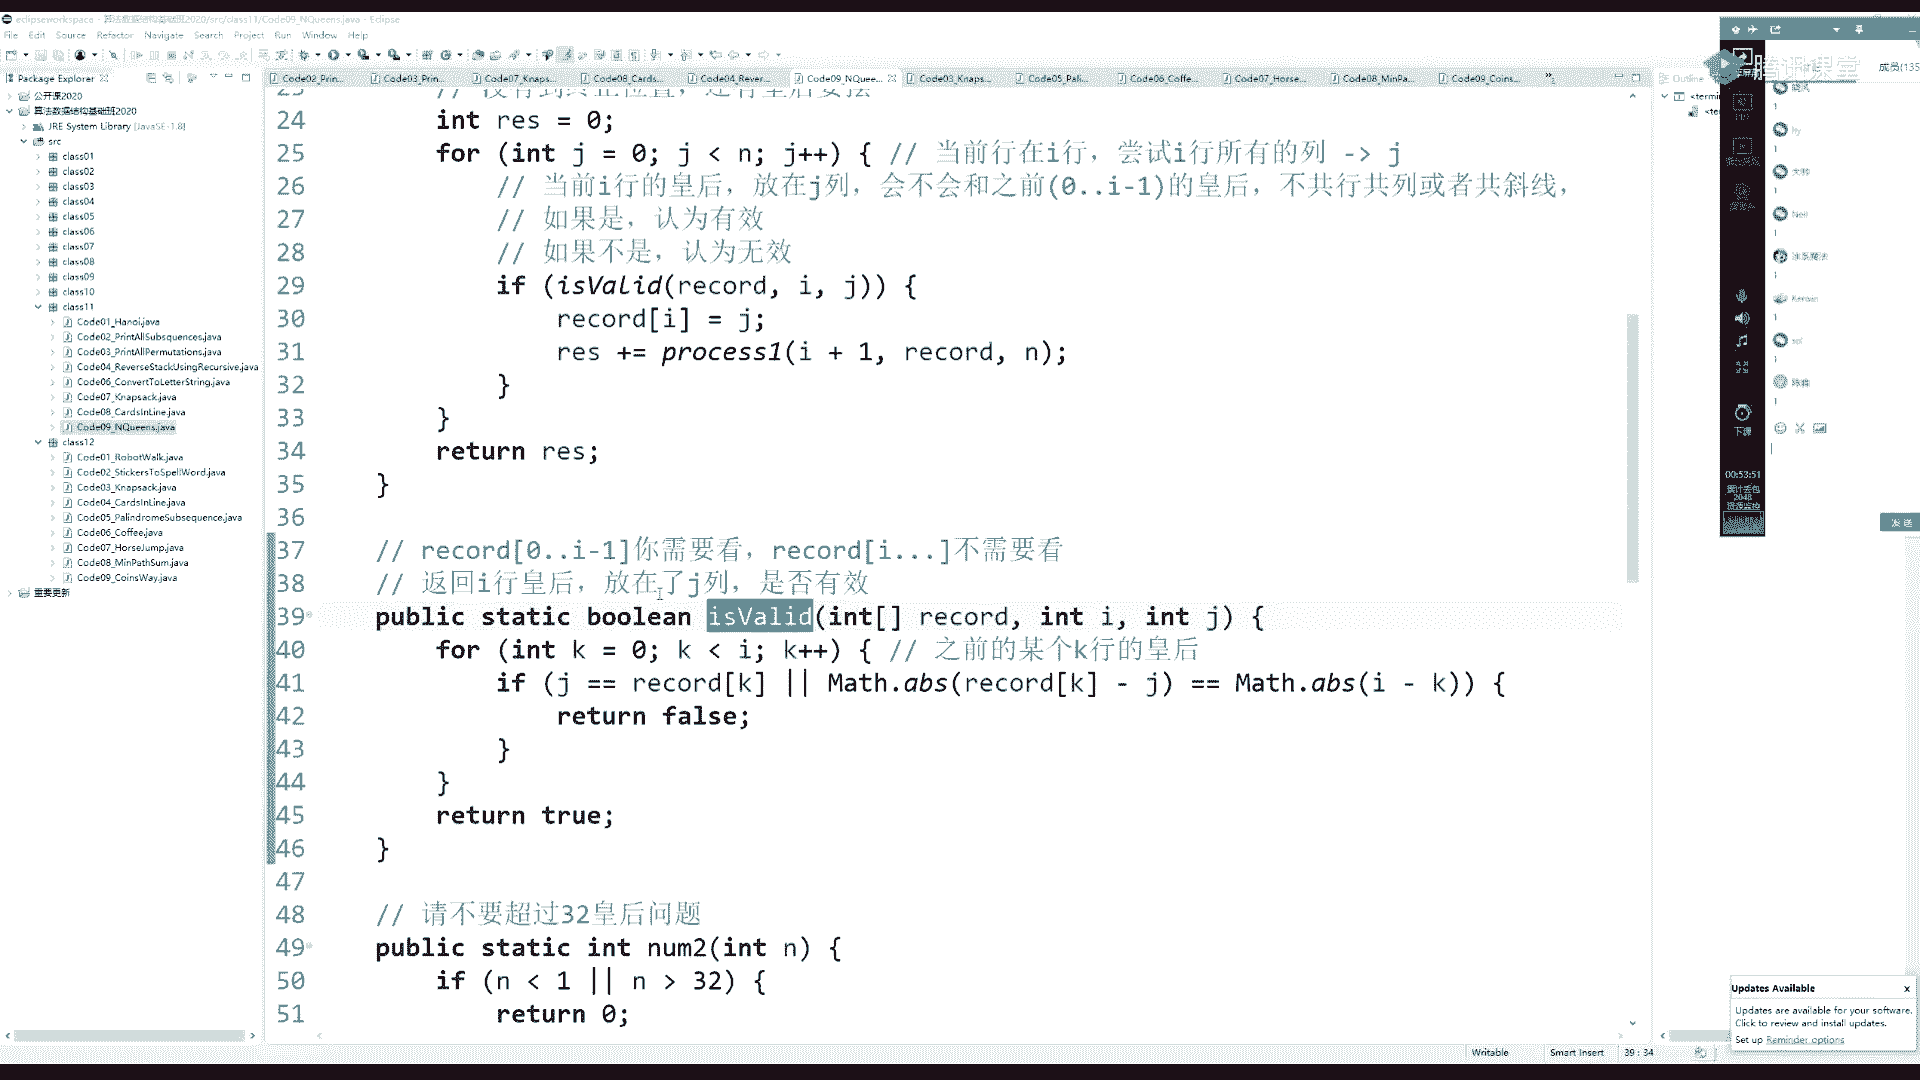 eclipseworkspace - 算法数据结构基础班2020/src/class11/Code09_NQueens.java - Eclipse
File Edit Source Refactor Navigate Search Project Run Window Help
Package Explorer
公开课2020
算法数据结构基础班2020
JRE System Library [JavaSE-1.8]
src
class01
class02
class03
class04
class05
class06
class07
class08
class09
class10
class11
Code01_Hanoi.java
Code02_PrintAllSubsquences.java
Code03_PrintAllPermutations.java
Code04_ReverseStackUsingRecursive.java
Code06_ConvertToLetterString.java
Code07_Knapsack.java
Code08_CardsInLine.java
Code09_NQueens.java
class12
Code01_RobotWalk.java
Code02_StickersToSpellWord.java
Code03_Knapsack.java
Code04_CardsInLine.java
Code05_PalindromeSubsequence.java
Code06_Coffee.java
Code07_HorseJump.java
Code08_MinPathSum.java
Code09_CoinsWay.java
重要更新
Code02_Prin... Code03_Prin... Code07_Knaps... Code08_Cards... Code04_Rever... Code09_NQuee... Code03_Knaps... Code05_Pali... Code06_Coffe... Code07_Horse... Code08_MinPa... Code09_Coins...
24 int res = 0;
25 for (int j = 0; j < n; j++) { // 当前行在i行，尝试i行所有的列 -> j
26 // 当前i行的皇后，放在j列，会不会和之前(0..i-1)的皇后，不共行共列或者共斜线，
27 // 如果是，认为有效
28 // 如果不是，认为无效
29 if (isValid(record, i, j)) {
30 record[i] = j;
31 res += process1(i + 1, record, n);
32 }
33 }
34 return res;
35 }
36
37 // record[0..i-1]你需要看，record[i...]不需要看
38 // 返回i行皇后，放在了j列，是否有效
39 public static boolean isValid(int[] record, int i, int j) {
40 for (int k = 0; k < i; k++) { // 之前的某个k行的皇后
41 if (j == record[k] || Math.abs(record[k] - j) == Math.abs(i - k)) {
42 return false;
43 }
44 }
45 return true;
46 }
47
48 // 请不要超过32皇后问题
49 public static int num2(int n) {
50 if (n < 1 || n > 32) {
51 return 0;
Outline
腾讯课堂
成员(135
下课
00:53:51
2048
发送
Updates Available
Updates are available for your software.
Click to review and install updates.
Set up Reminder options
Writable Smart Insert 39 : 34